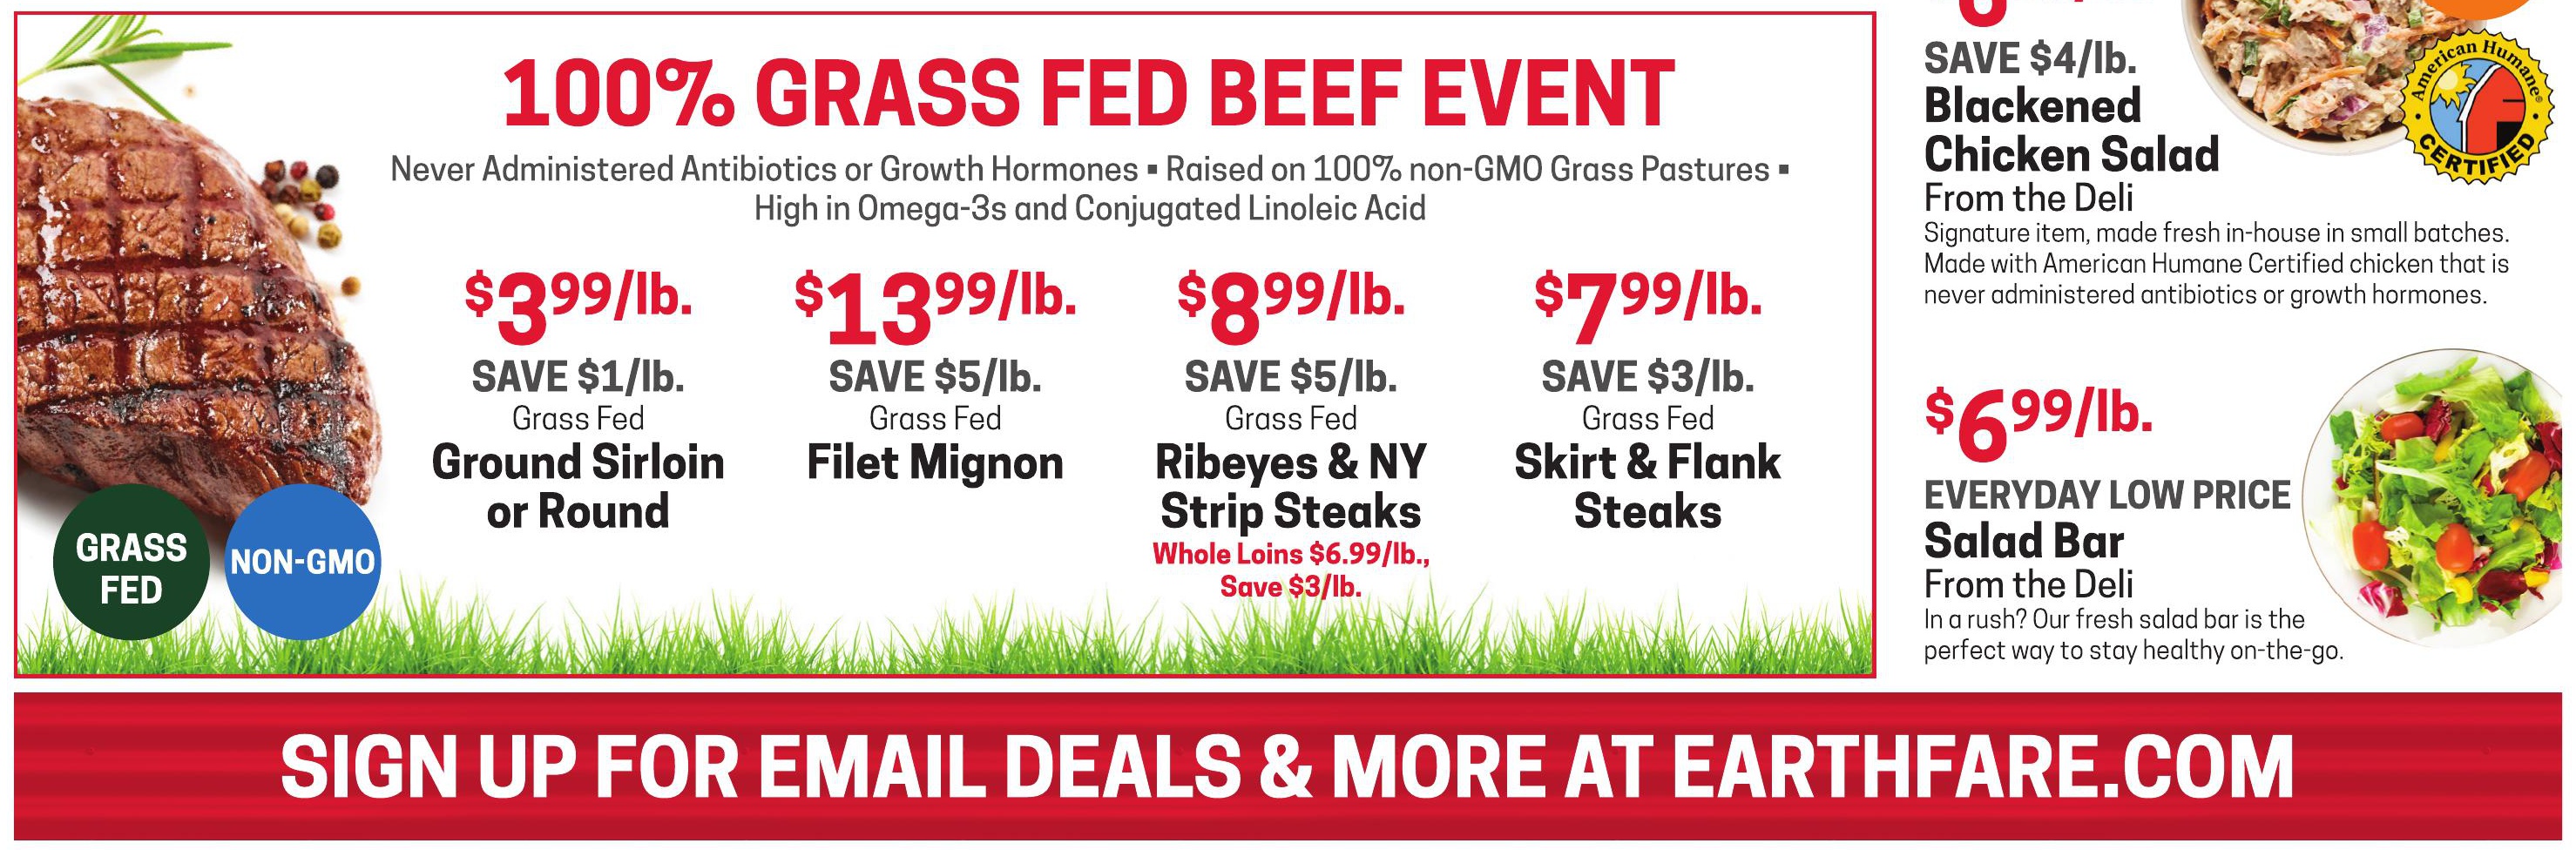 100% GRASS FED BEEF EVENT
Never Administered Antibiotics or Growth Hormones ▪ Raised on 100% non-GMO Grass Pastures ▪
High in Omega-3s and Conjugated Linoleic Acid
$3 99/lb.
SAVE $1/lb.
Grass Fed
Ground Sirloin
or Round
$13 99/lb.
SAVE $5/lb.
Grass Fed
Filet Mignon
$8 99/lb.
SAVE $5/lb.
Grass Fed
Ribeyes & NY
Strip Steaks
Whole Loins $6.99/lb.,
Save $3/lb.
$7 99/lb.
SAVE $3/lb.
Grass Fed
Skirt & Flank
Steaks
GRASS
FED
NON-GMO
SAVE $4/lb.
Blackened
Chicken Salad
From the Deli
Signature item, made fresh in-house in small batches.
Made with American Humane Certified chicken that is
never administered antibiotics or growth hormones.
American Humane®
CERTIFIED
$6 99/lb.
EVERYDAY LOW PRICE
Salad Bar
From the Deli
In a rush? Our fresh salad bar is the
perfect way to stay healthy on-the-go.
SIGN UP FOR EMAIL DEALS & MORE AT EARTHFARE.COM